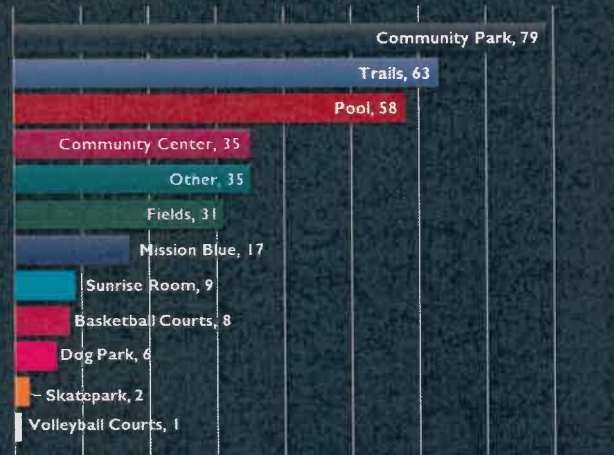 Community Park, 79
Trails, 63
Pool, 58
Community Center, 35
Other, 35
Fields, 31
Mission Blue, 17
Sunrise Room, 9
Basketball Courts, 8
Dog Park, 6
Skatepark, 2
Volleyball Courts, 1